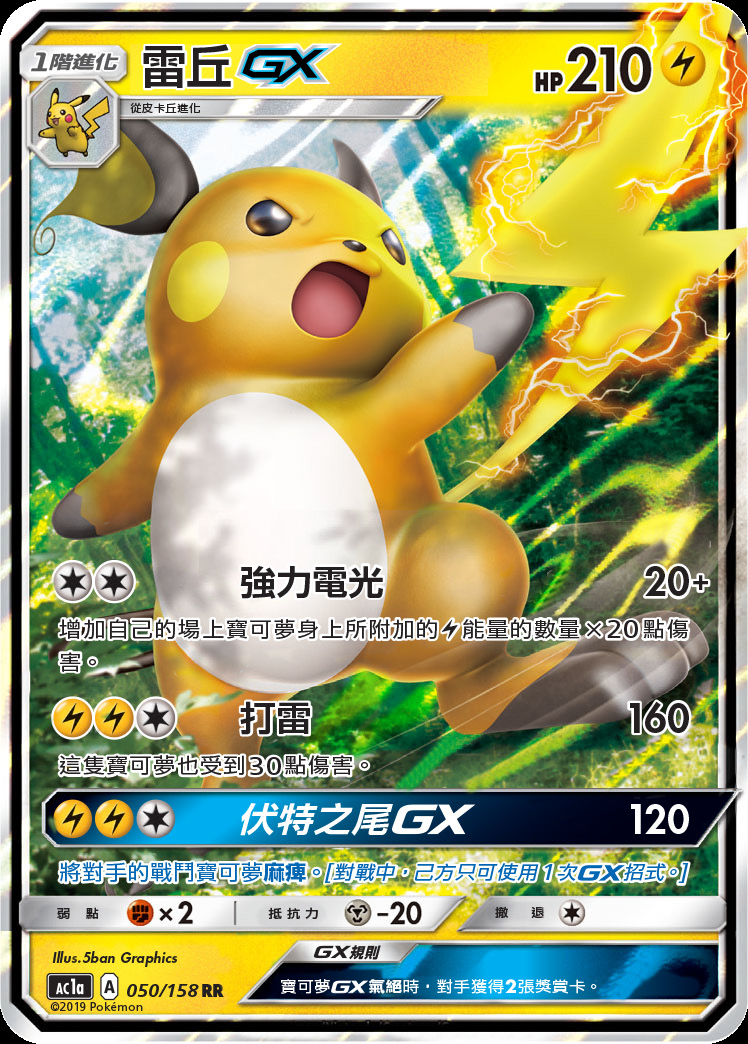 1階進化
雷丘GX
HP210
從皮卡丘進化
強力電光 20+
增加自己的場上寶可夢身上所附加的能量的數量×20點傷
害。
打雷 160
這隻寶可夢也受到30點傷害。
伏特之尾GX 120
將對手的戰鬥寶可夢麻痺。[對戰中，己方只可使用1次GX招式。]
弱點 ×2 抵抗力 -20 撤退
Illus.5ban Graphics
GX規則
寶可夢GX氣絕時，對手獲得2張獎賞卡。
AC1a A 050/158 RR
©2019 Pokémon